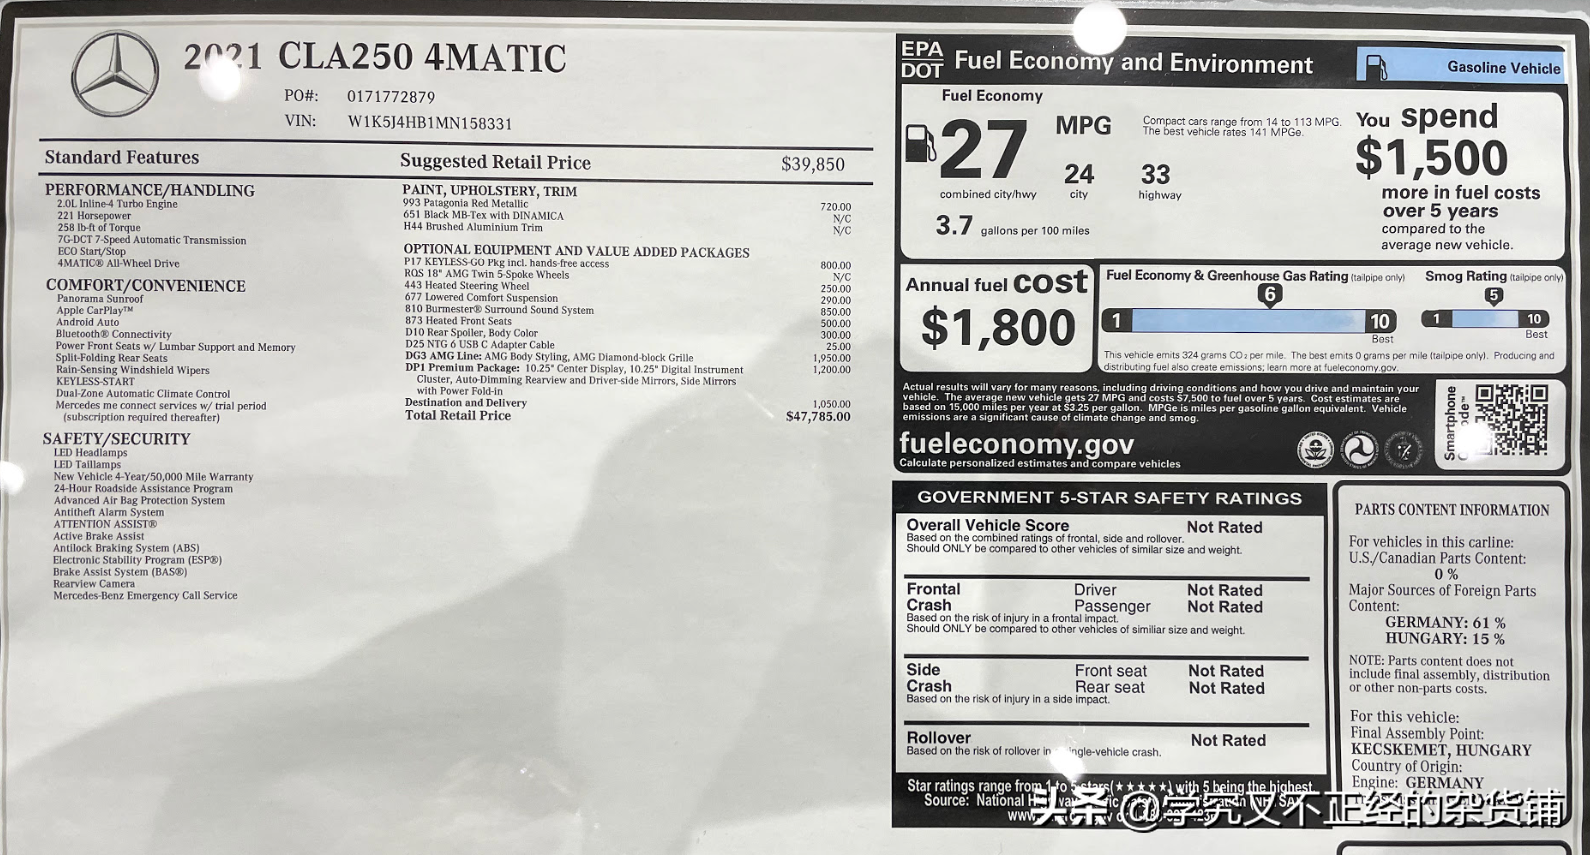 2021 CLA250 4MATIC
PO#: 0171772879
VIN: W1K5J4HB1MN158331
Standard Features
Suggested Retail Price $39,850
PERFORMANCE/HANDLING
2.0L Inline-4 Turbo Engine
221 Horsepower
258 lb-ft of Torque
7G-DCT 7-Speed Automatic Transmission
ECO Start/Stop
4MATIC® All-Wheel Drive
COMFORT/CONVENIENCE
Panorama Sunroof
Apple CarPlay™
Android Auto
Bluetooth® Connectivity
Power Front Seats w/ Lumbar Support and Memory
Split-Folding Rear Seats
Rain-Sensing Windshield Wipers
KEYLESS-START
Dual-Zone Automatic Climate Control
Mercedes me connect services w/ trial period
(subscription required thereafter)
SAFETY/SECURITY
LED Headlamps
LED Taillamps
New Vehicle 4-Year/50,000 Mile Warranty
24-Hour Roadside Assistance Program
Advanced Air Bag Protection System
Antitheft Alarm System
ATTENTION ASSIST®
Active Brake Assist
Antilock Braking System (ABS)
Electronic Stability Program (ESP®)
Brake Assist System (BAS®)
Rearview Camera
Mercedes-Benz Emergency Call Service
PAINT, UPHOLSTERY, TRIM
993 Patagonia Red Metallic 720.00
651 Black MB-Tex with DINAMICA N/C
H44 Brushed Aluminium Trim N/C
OPTIONAL EQUIPMENT AND VALUE ADDED PACKAGES
P17 KEYLESS-GO Pkg incl. hands-free access 800.00
RQS 18" AMG Twin 5-Spoke Wheels N/C
443 Heated Steering Wheel 250.00
677 Lowered Comfort Suspension 290.00
810 Burmester® Surround Sound System 850.00
873 Heated Front Seats 500.00
D10 Rear Spoiler, Body Color 300.00
D25 NTG 6 USB C Adapter Cable 25.00
DG3 AMG Line: AMG Body Styling, AMG Diamond-block Grille 1,950.00
DP1 Premium Package: 10.25" Center Display, 10.25" Digital Instrument 1,200.00
Cluster, Auto-Dimming Rearview and Driver-side Mirrors, Side Mirrors
with Power Fold-in
Destination and Delivery 1,050.00
Total Retail Price $47,785.00
EPA
DOT
Fuel Economy and Environment
Gasoline Vehicle
Fuel Economy
27
MPG
combined city/hwy
24
city
33
highway
3.7 gallons per 100 miles
Compact cars range from 14 to 113 MPG.
The best vehicle rates 141 MPGe.
You spend
$1,500
more in fuel costs
over 5 years
compared to the
average new vehicle.
Annual fuel cost
$1,800
Fuel Economy & Greenhouse Gas Rating (tailpipe only)
6
1
10
Best
Smog Rating (tailpipe only)
5
1
10
Best
This vehicle emits 324 grams CO2 per mile. The best emits 0 grams per mile (tailpipe only). Producing and
distributing fuel also create emissions; learn more at fueleconomy.gov.
Actual results will vary for many reasons, including driving conditions and how you drive and maintain your
vehicle. The average new vehicle gets 27 MPG and costs $7,500 to fuel over 5 years. Cost estimates are
based on 15,000 miles per year at $3.25 per gallon. MPGe is miles per gasoline gallon equivalent. Vehicle
emissions are a significant cause of climate change and smog.
fueleconomy.gov
Calculate personalized estimates and compare vehicles
Smartphone
GOVERNMENT 5-STAR SAFETY RATINGS
Overall Vehicle Score Not Rated
Based on the combined ratings of frontal, side and rollover.
Should ONLY be compared to other vehicles of similar size and weight.
Frontal Driver Not Rated
Crash Passenger Not Rated
Based on the risk of injury in a frontal impact.
Should ONLY be compared to other vehicles of similiar size and weight.
Side Front seat Not Rated
Crash Rear seat Not Rated
Based on the risk of injury in a side impact.
Rollover Not Rated
Based on the risk of rollover in single-vehicle crash.
Star ratings range from 1 to 5 stars(★★★★★) with 5 being the highest.
Source: National
PARTS CONTENT INFORMATION
For vehicles in this carline:
U.S./Canadian Parts Content:
0 %
Major Sources of Foreign Parts
Content:
GERMANY: 61 %
HUNGARY: 15 %
NOTE: Parts content does not
include final assembly, distribution
or other non-parts costs.
For this vehicle:
Final Assembly Point:
KECSKEMET, HUNGARY
Country of Origin:
Engine: GERMANY
头条 @学究又不正经的杂货铺